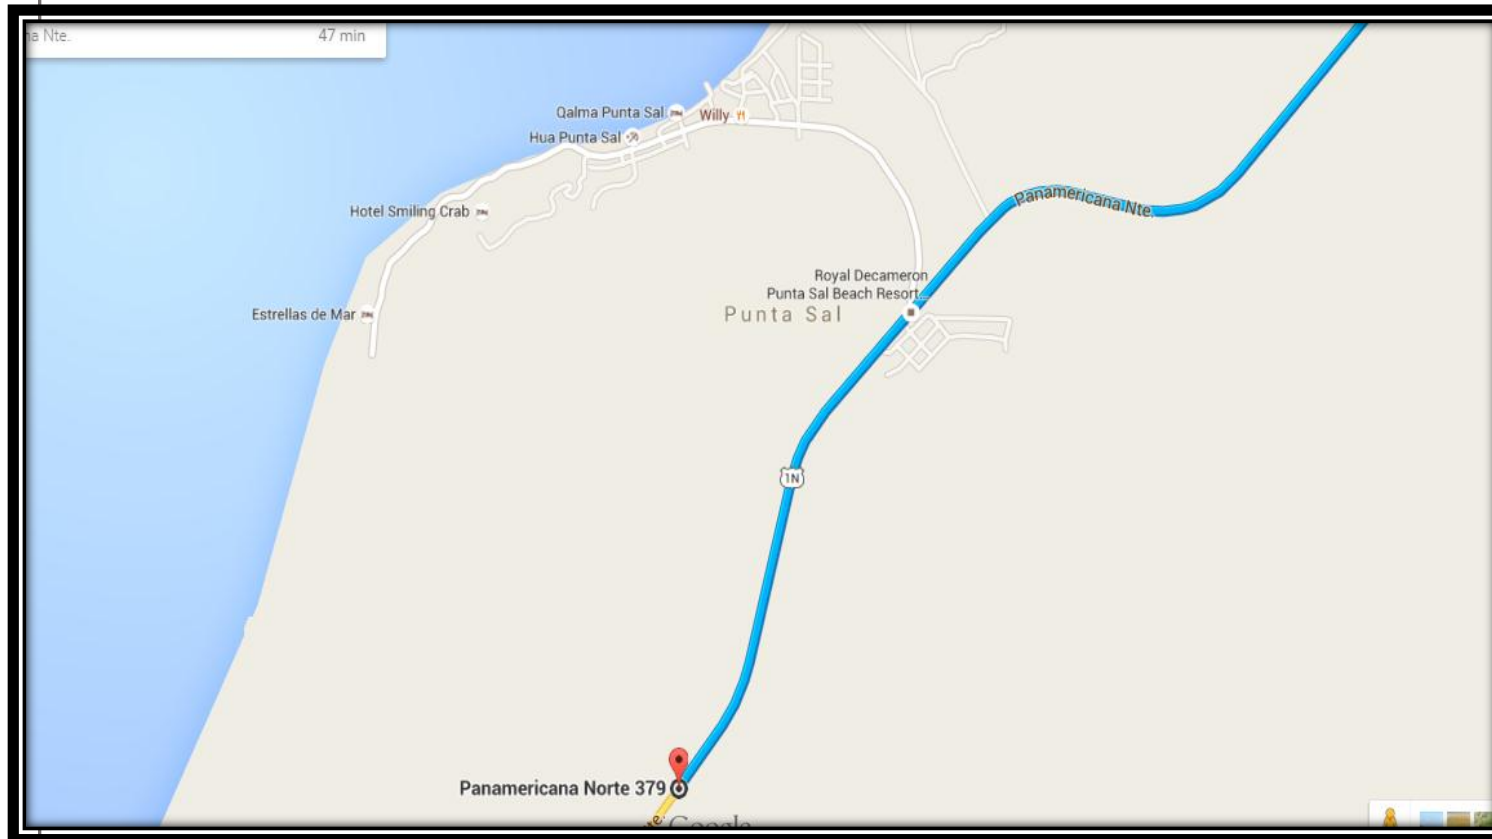 na Nte.
47 min
Qalma Punta Sal
Willy
Hua Punta Sal
Panamericana Nte.
Hotel Smiling Crab
Royal Decameron
Punta Sal Beach Resort...
Punta Sal
Estrellas de Mar
1N
Panamericana Norte 379
Google